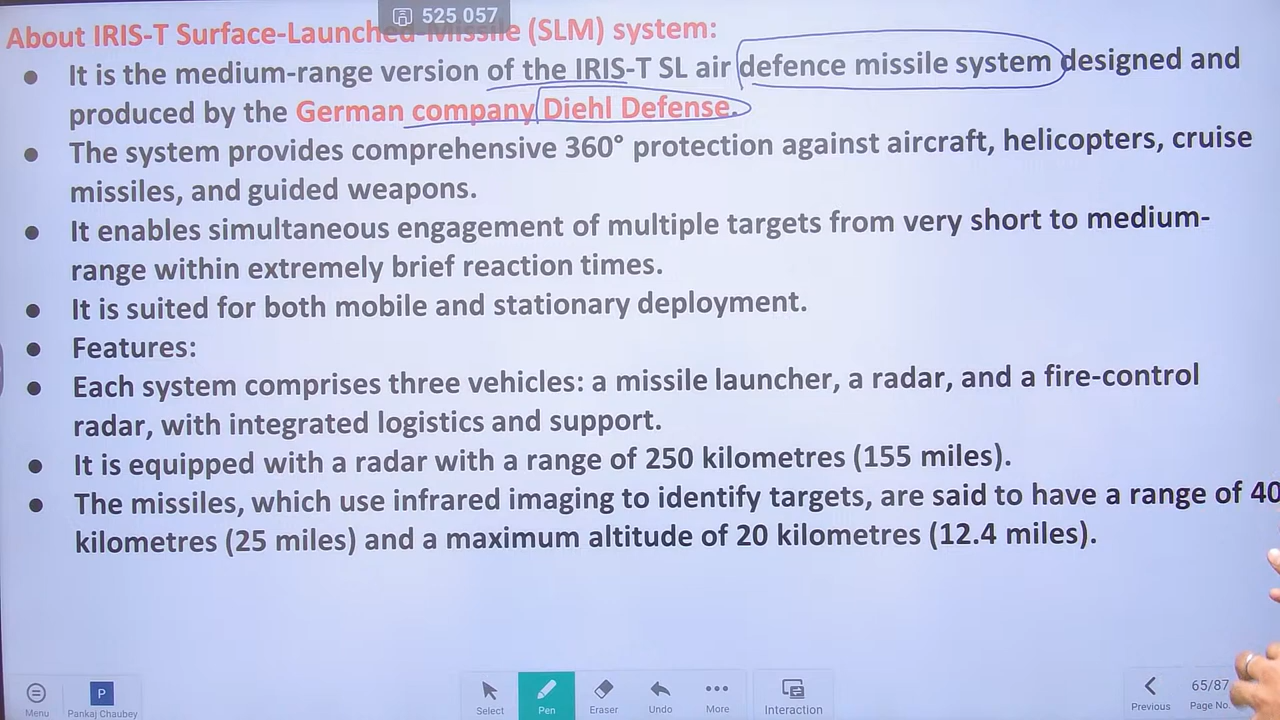 525 057
About IRIS-T Surface-Launched Missile (SLM) system:
● It is the medium-range version of the IRIS-T SL air defence missile system designed and
produced by the German company Diehl Defense.
● The system provides comprehensive 360° protection against aircraft, helicopters, cruise
missiles, and guided weapons.
● It enables simultaneous engagement of multiple targets from very short to medium-
range within extremely brief reaction times.
● It is suited for both mobile and stationary deployment.
● Features:
● Each system comprises three vehicles: a missile launcher, a radar, and a fire-control
radar, with integrated logistics and support.
● It is equipped with a radar with a range of 250 kilometres (155 miles).
● The missiles, which use infrared imaging to identify targets, are said to have a range of 40
kilometres (25 miles) and a maximum altitude of 20 kilometres (12.4 miles).
P
Menu Pankaj Chaubey Select Pen Eraser Undo More Interaction Previous 65/87 Page No.